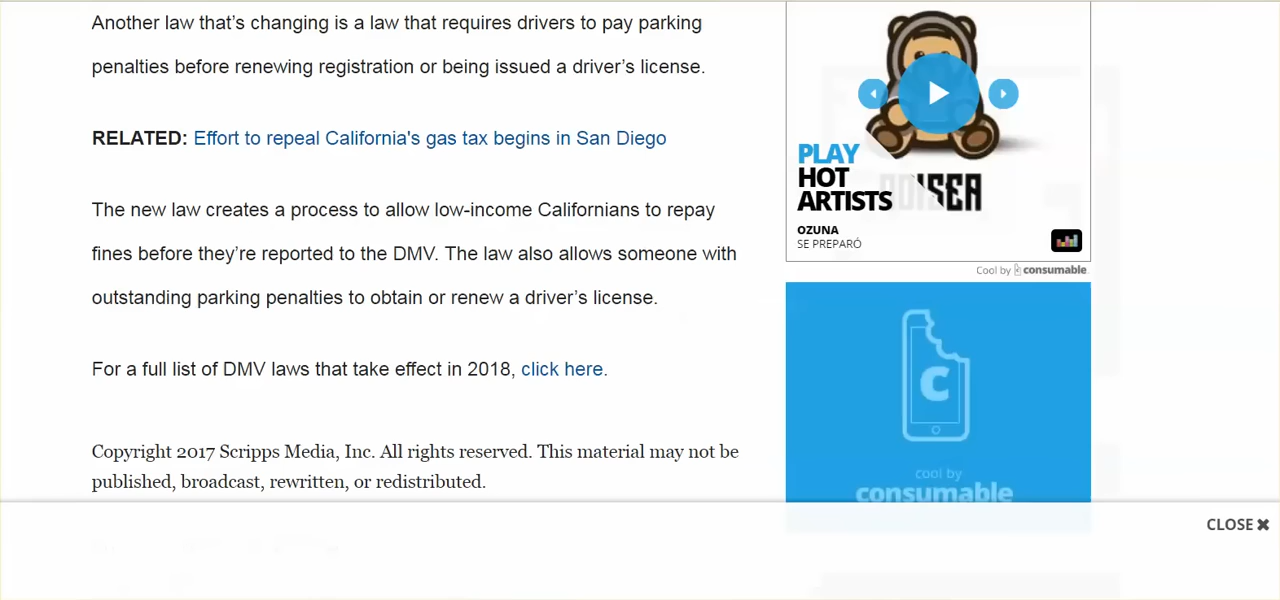 Another law that’s changing is a law that requires drivers to pay parking
penalties before renewing registration or being issued a driver’s license.
RELATED: Effort to repeal California's gas tax begins in San Diego
The new law creates a process to allow low-income Californians to repay
fines before they’re reported to the DMV. The law also allows someone with
outstanding parking penalties to obtain or renew a driver’s license.
For a full list of DMV laws that take effect in 2018, click here.
Copyright 2017 Scripps Media, Inc. All rights reserved. This material may not be
published, broadcast, rewritten, or redistributed.
PLAY
HOT
ARTISTS
OZUNA
SE PREPARÓ
Cool by consumable.
C
cool by
consumable
CLOSE ✖